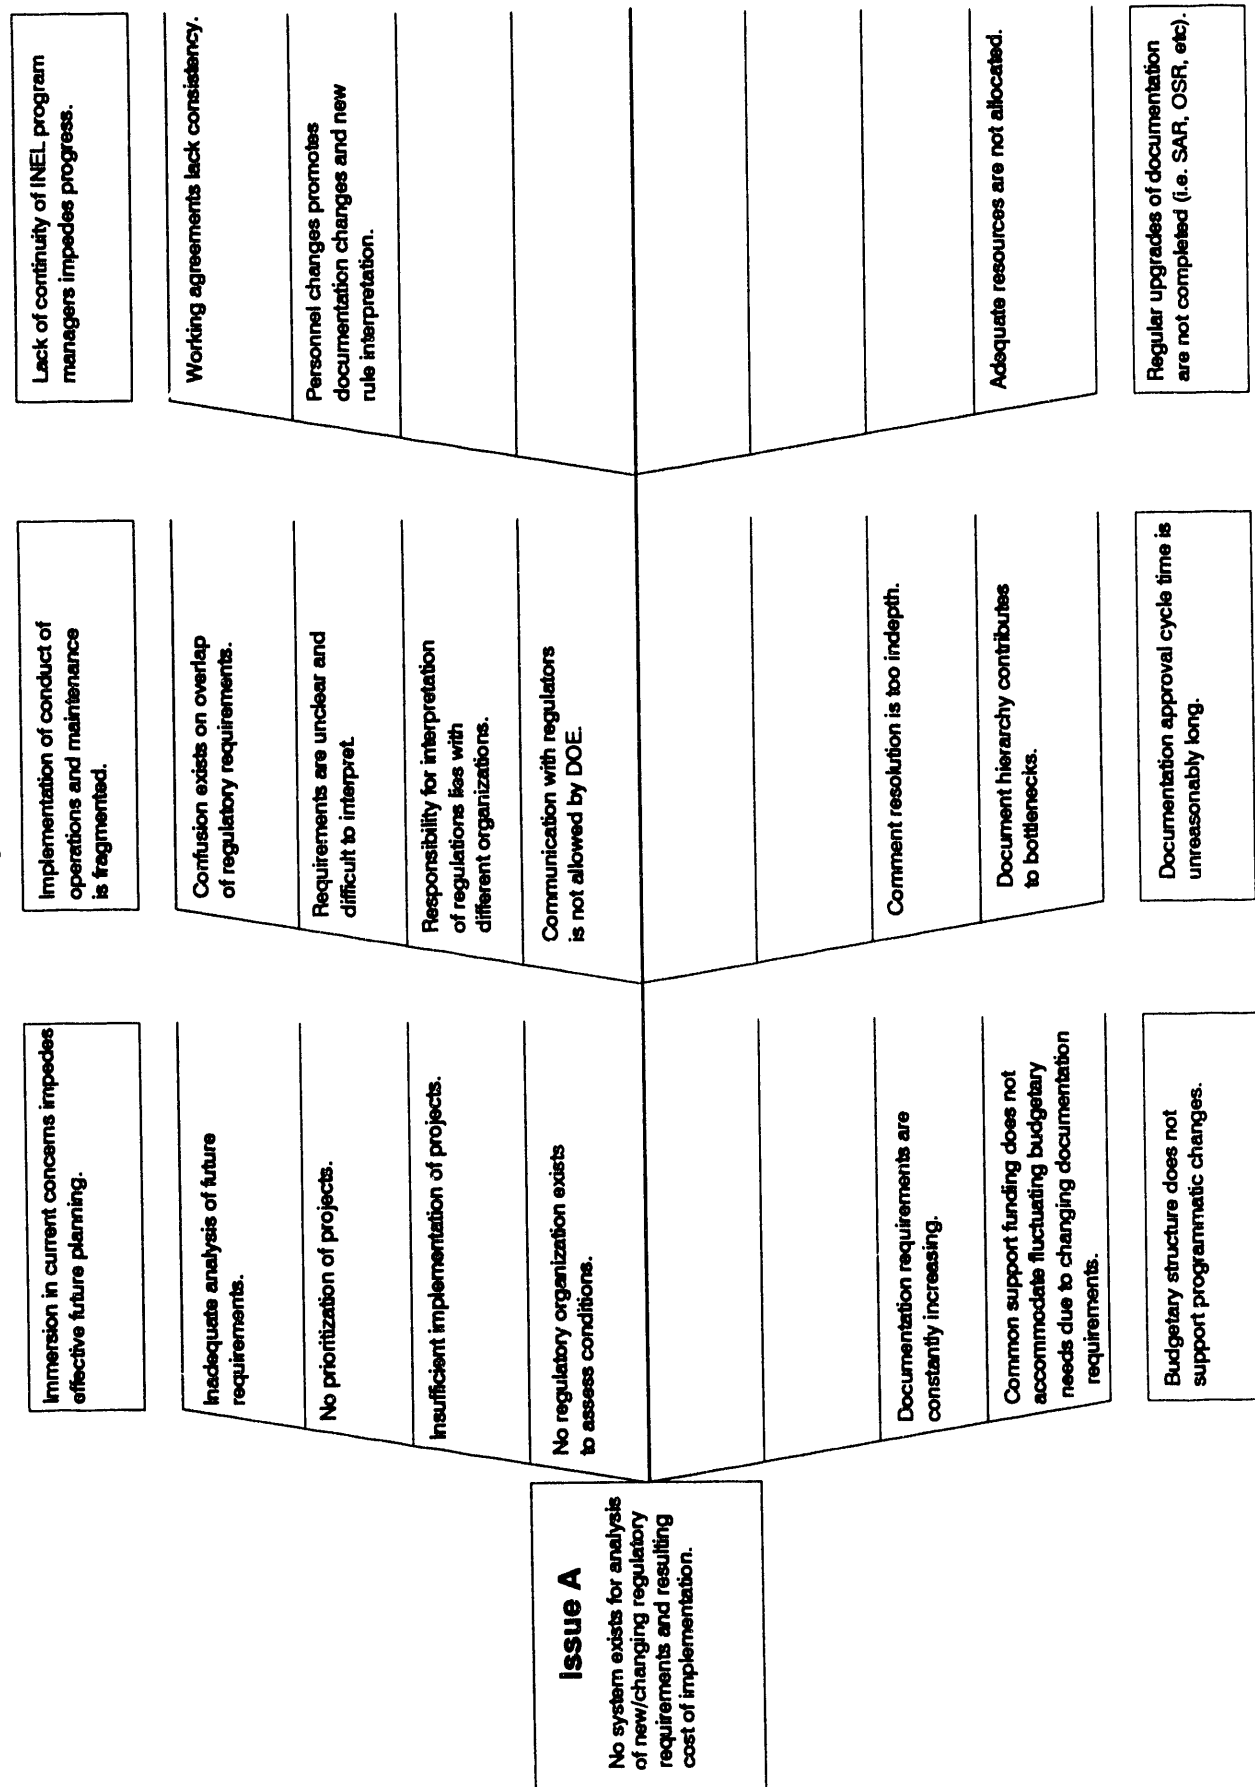 Issue A
No system exists for analysis
of new/changing regulatory
requirements and resulting
cost of implementation.
Immersion in current concerns impedes
effective future planning.
Inadequate analysis of future
requirements.
No prioritization of projects.
Insufficient implementation of projects.
No regulatory organization exists
to assess conditions.
Documentation requirements are
constantly increasing.
Common support funding does not
accommodate fluctuating budgetary
needs due to changing documentation
requirements.
Budgetary structure does not
support programmatic changes.
Implementation of conduct of
operations and maintenance
is fragmented.
Confusion exists on overlap
of regulatory requirements.
Requirements are unclear and
difficult to interpret.
Responsibility for interpretation
of regulations lies with
different organizations.
Communication with regulators
is not allowed by DOE.
Comment resolution is too indepth.
Document hierarchy contributes
to bottlenecks.
Documentation approval cycle time is
unreasonably long.
Lack of continuity of INEL program
managers impedes progress.
Working agreements lack consistency.
Personnel changes promotes
documentation changes and new
rule interpretation.
Adequate resources are not allocated.
Regular upgrades of documentation
are not completed (i.e. SAR, OSR, etc).